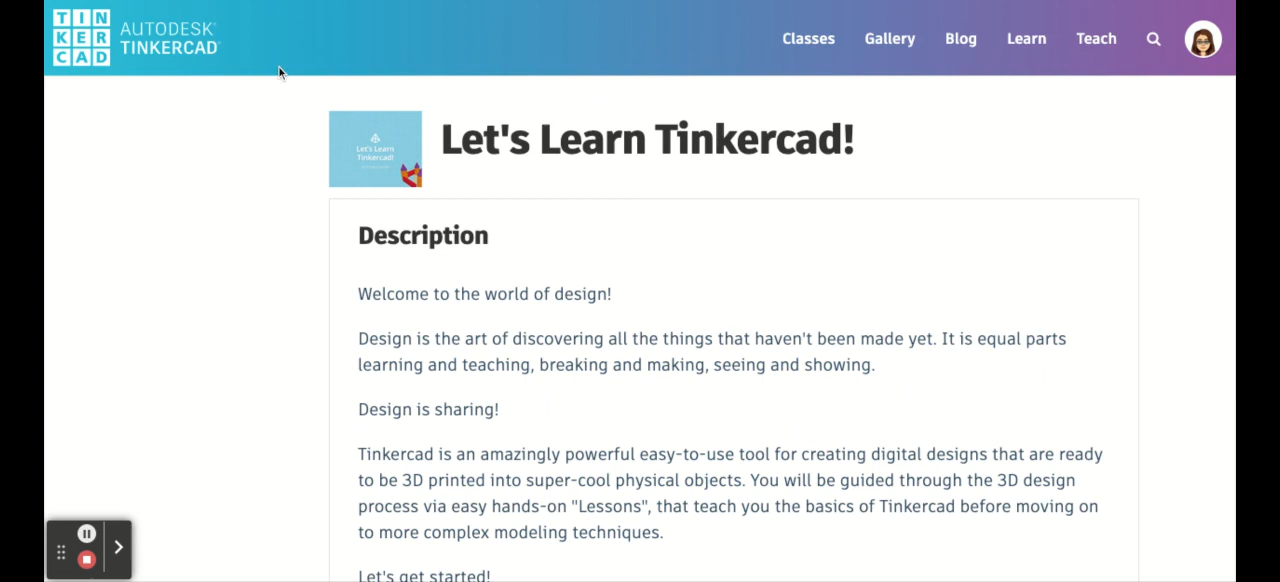 TIN
KER
CAD
AUTODESK
TINKERCAD
Classes Gallery Blog Learn Teach
Let's Learn
Tinkercad!
Let's Learn Tinkercad!
Description
Welcome to the world of design!
Design is the art of discovering all the things that haven't been made yet. It is equal parts
learning and teaching, breaking and making, seeing and showing.
Design is sharing!
Tinkercad is an amazingly powerful easy-to-use tool for creating digital designs that are ready
to be 3D printed into super-cool physical objects. You will be guided through the 3D design
process via easy hands-on "Lessons", that teach you the basics of Tinkercad before moving on
to more complex modeling techniques.
Let's get started!